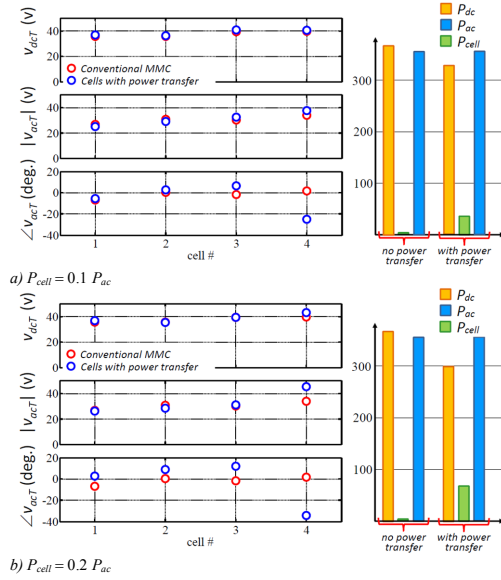 v_dcT (v)
40
20
0
Conventional MMC
Cells with power transfer
|v_acT| (v)
40
20
0
∠v_acT (deg.)
20
0
-20
-40
1 2 3 4
cell #
P_dc
P_ac
P_cell
300
200
100
no power transfer
with power transfer
a) P_cell = 0.1 P_ac
v_dcT (v)
60
40
20
0
Conventional MMC
Cells with power transfer
|v_acT| (v)
60
40
20
0
∠v_acT (deg.)
20
0
-20
-40
1 2 3 4
cell #
P_dc
P_ac
P_cell
300
200
100
no power transfer
with power transfer
b) P_cell = 0.2 P_ac